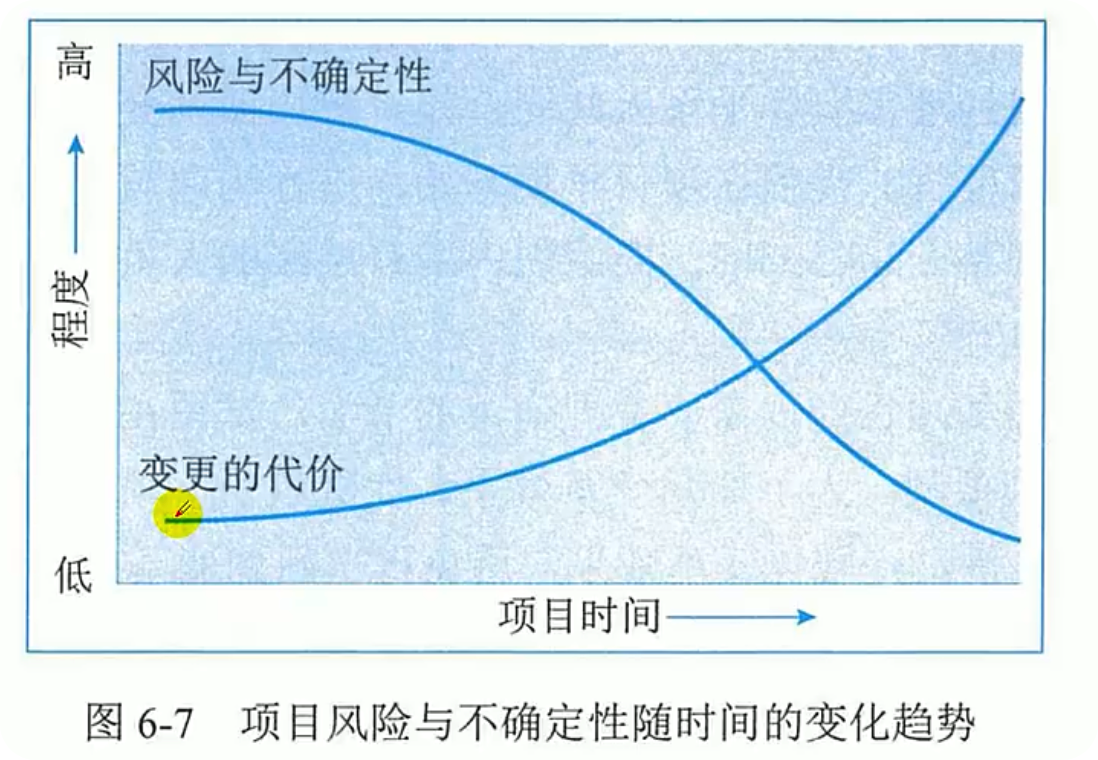 高
风险与不确定性
程度
变更的代价
低
项目时间
图 6-7 项目风险与不确定性随时间的变化趋势